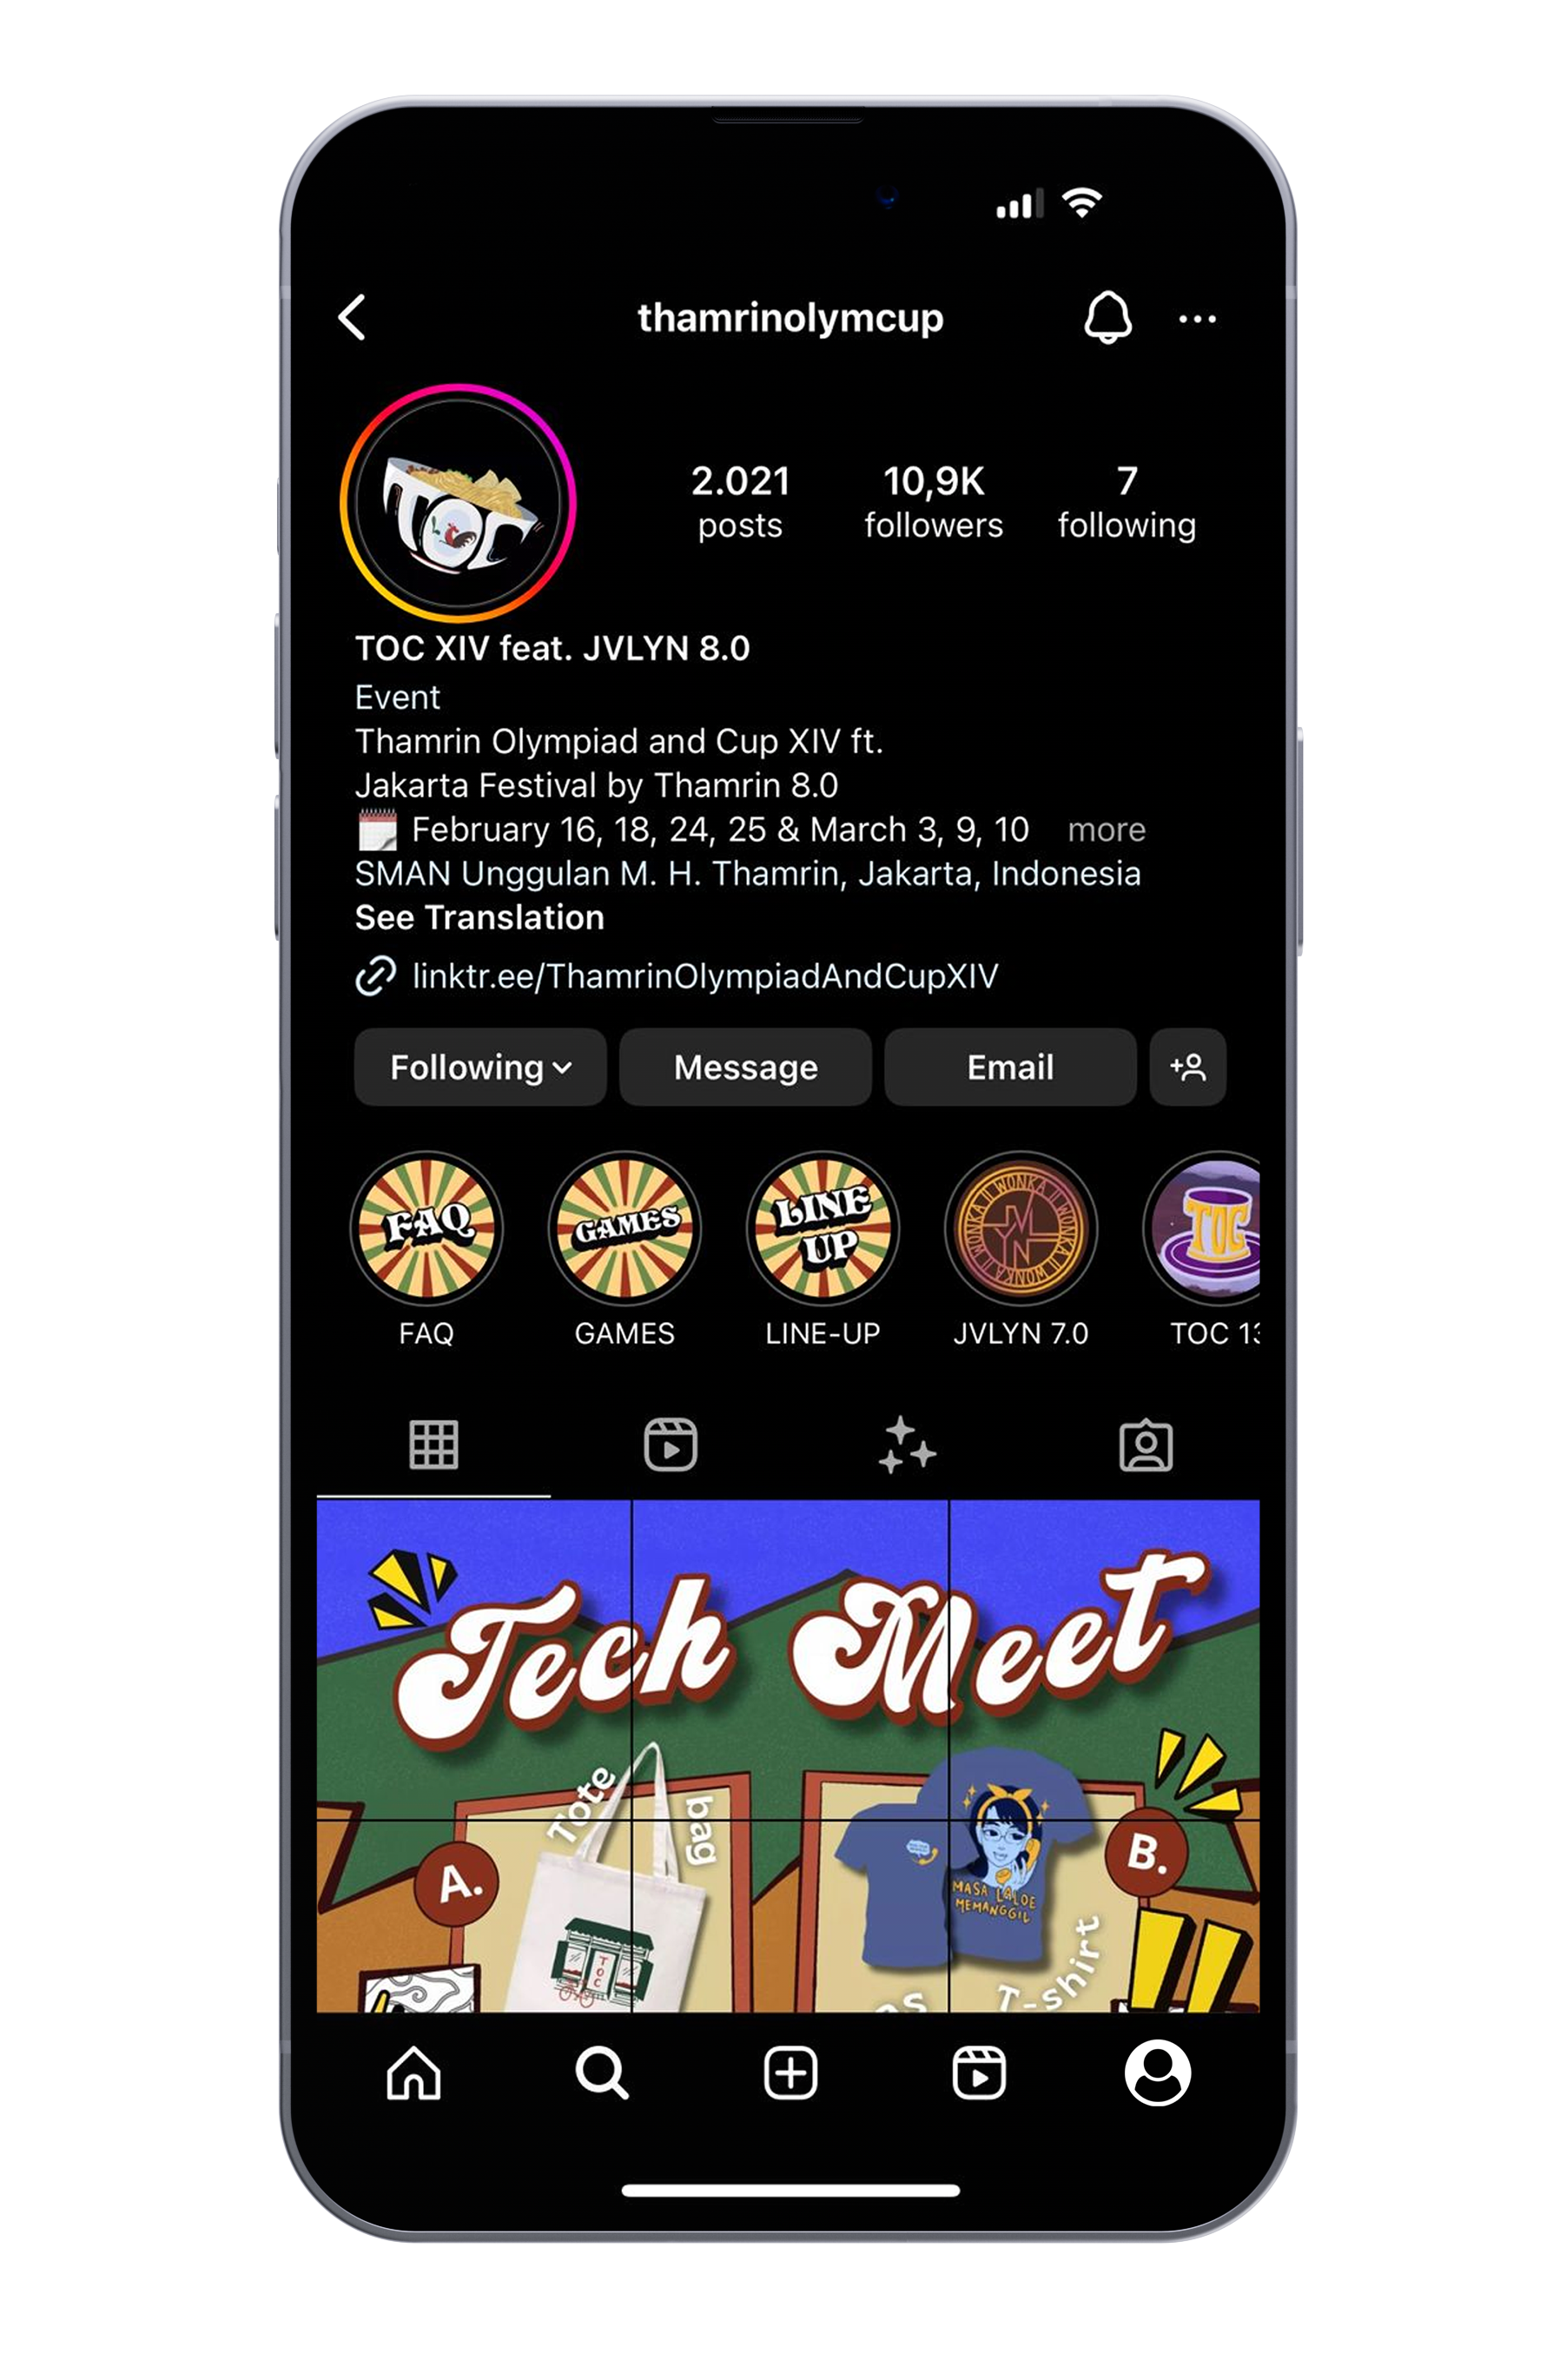 thamrinolymcup
TOC
2.021 10,9K 7
posts followers following
TOC XIV feat. JVLYN 8.0
Event
Thamrin Olympiad and Cup XIV ft.
Jakarta Festival by Thamrin 8.0
February 16, 18, 24, 25 & March 3, 9, 10 more
SMAN Unggulan M. H. Thamrin, Jakarta, Indonesia
See Translation
linktr.ee/ThamrinOlympiadAndCupXIV
Following Message Email
FAQ GAMES LINE UP WONKA || WONKA || WONKA || WONKA || TOC
FAQ GAMES LINE-UP JVLYN 7.0 TOC 13
Tech Meet
Tote bag
A. B.
MASA LALOE
MEMANGGIL
TOC
T-shirt